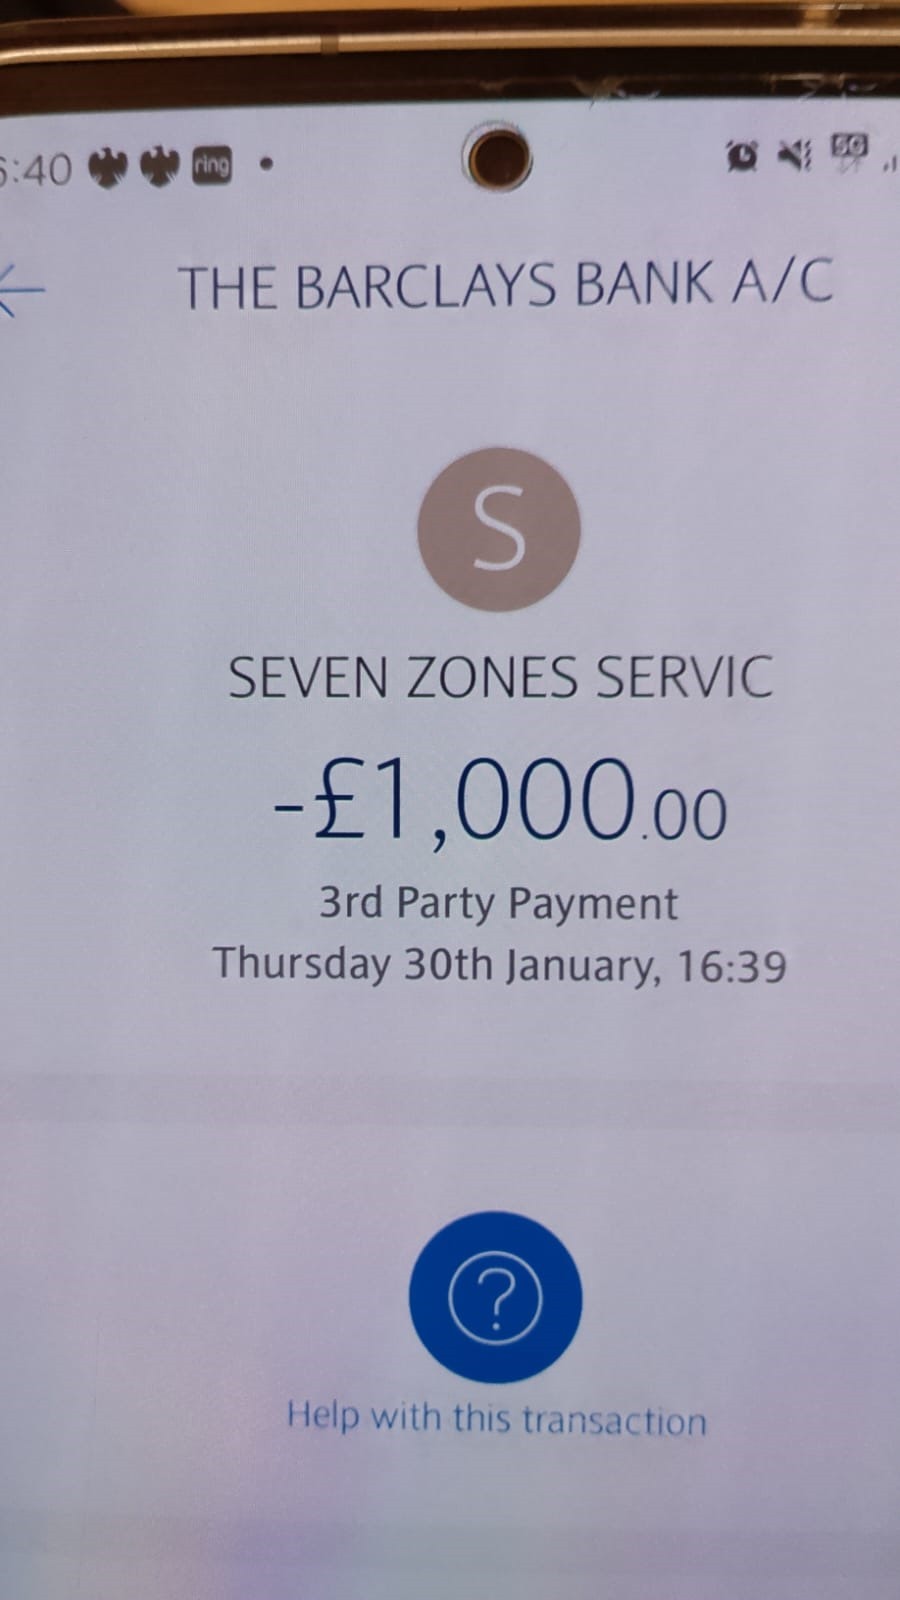 :40 ring
5G
THE BARCLAYS BANK A/C
S
SEVEN ZONES SERVIC
-£1,000.00
3rd Party Payment
Thursday 30th January, 16:39
?
Help with this transaction